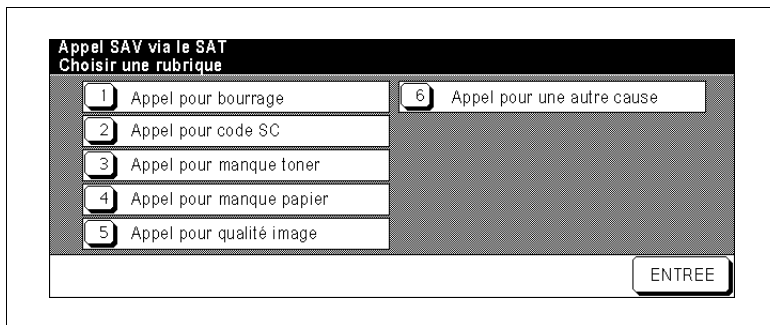 Appel SAV via le SAT
Choisir une rubrique
1 Appel pour bourrage
2 Appel pour code SC
3 Appel pour manque toner
4 Appel pour manque papier
5 Appel pour qualité image
6 Appel pour une autre cause
ENTREE